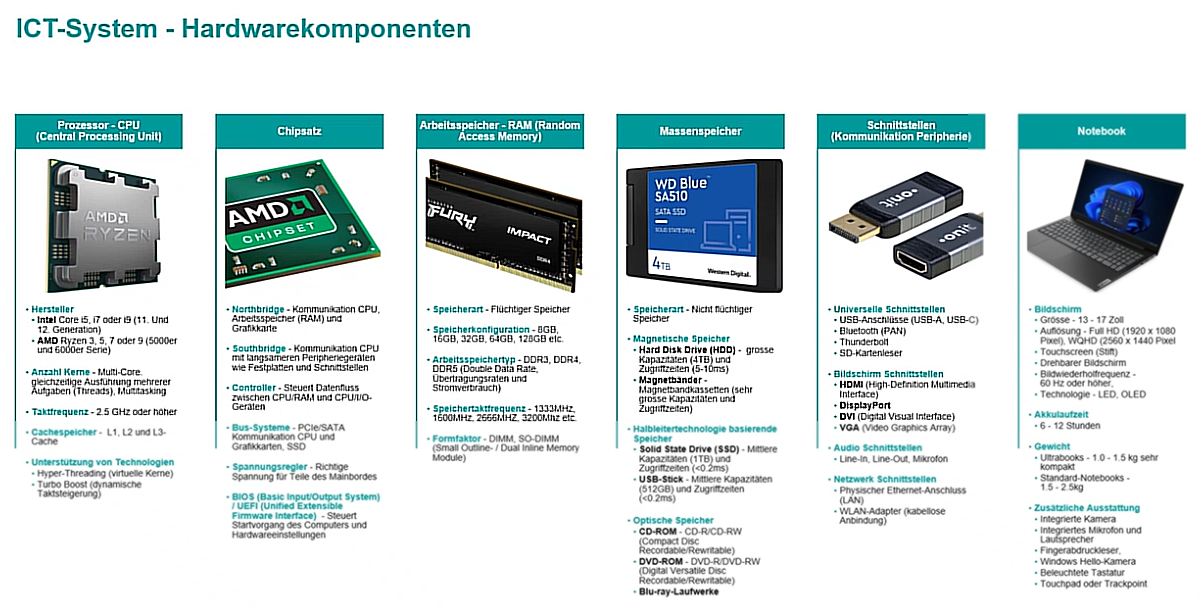 ICT-System - Hardwarekomponenten
Prozessor - CPU
(Central Processing Unit)
AMD
RYZEN
• Hersteller
• Intel Core i5, i7 oder i9 (11. Und
12. Generation)
• AMD Ryzen 3, 5, 7 oder 9 (5000er
und 6000er Serie)
• Anzahl Kerne - Multi-Core.
gleichzeilige Ausführung mehrerer
Aufgaben (Threads), Multitasking
• Taktfrequenz - 2.5 GHz oder höher
• Cachespeicher - L1, L2 und L3-
Cache
• Unterstützung von Technologien
• Hyper-Threading (virtuelle Kerne)
• Turbo Boost (dynamische
Taktsteigerung)
Chipsatz
AMD
CHIPSET
• Northbridge - Kommunikation CPU,
Arbeitsspeicher (RAM) und
Grafikkarte
• Southbridge - Kommunikation CPU
mit langsameren Peripheriegeräten
wie Festplatten und Schnittstellen
• Controller - Steuert Datenfluss
zwischen CPU/RAM und CPU/I/O-
Geräten
• Bus-Systeme - PCIe/SATA
Kommunikation CPU und
Grafikkarten, SSD
• Spannungsregler - Richtige
Spannung für Teile des Mainbordes
• BIOS (Basic Input/Output System)
/ UEFI (Unified Extensible
Firmware Interface) - Steuert
Startvorgang des Computers und
Hardwareeinstellungen
Arbeitsspeicher - RAM (Random
Access Memory)
FURY
IMPACT
DDR4
• Speicherart - Flüchtiger Speicher
• Speicherkonfiguration - 8GB,
16GB, 32GB, 64GB, 128GB etc.
• Arbeitsspeichertyp - DDR3, DDR4,
DDR5 (Double Data Rate,
Übertragungsraten und
Stromverbrauch)
• Speichertaktfrequenz - 1333MHz,
1600MHz, 2666MHz, 3200Mhz etc.
• Formfaktor - DIMM, SO-DIMM
(Small Outline- / Dual Inline Memory
Module)
Massenspeicher
WD Blue™
SA510
SATA SSD
SOLID STATE DRIVE
4TB
Western Digital.
• Speicherart - Nicht flüchtiger
Speicher
• Magnetische Speicher
• Hard Disk Drive (HDD) - grosse
Kapazitäten (4TB) und
Zugriffzeiten (5-10ms)
• Magnetbänder -
Magnetbandkassetten (sehr
grosse Kapazitäten und
Zugriffzeiten)
• Halbleitertechnologie basierende
Speicher
• Solid State Drive (SSD) - Mittlere
Kapazitäten (1TB) und
Zugriffzeiten (<0.2ms)
• USB-Stick - Mittlere Kapazitäten
(512GB) und Zugriffzeiten
(<0.2ms)
• Optische Speicher
• CD-ROM - CD-R/CD-RW
(Compact Disc
Recordable/Rewritable)
• DVD-ROM - DVD-R/DVD-RW
(Digital Versatile Disc
Recordable/Rewritable)
• Blu-ray-Laufwerke
Schnittstellen
(Kommunikation Peripherie)
onit
onit
• Universelle Schnittstellen
• USB-Anschlüsse (USB-A, USB-C)
• Bluetooth (PAN)
• Thunderbolt
• SD-Kartenleser
• Bildschirm Schnittstellen
• HDMI (High-Definition Multimedia
Interface)
• DisplayPort
• DVI (Digital Visual Interface)
• VGA (Video Graphics Array)
• Audio Schnittstellen
• Line-In, Line-Out, Mikrofon
• Netzwerk Schnittstellen
• Physischer Ethernet-Anschluss
(LAN)
• WLAN-Adapter (kabellose
Anbindung)
Notebook
• Bildschirm
• Grösse - 13 - 17 Zoll
• Auflösung - Full HD (1920 x 1080
Pixel), WQHD (2560 x 1440 Pixel
• Touchscreen (Stift)
• Drehbarer Bildschirm
• Bildwiederholfrequenz -
60 Hz oder höher,
• Technologie - LED, OLED
• Akkulaufzeit
• 6 - 12 Stunden
• Gewicht
• Ultrabooks - 1.0 - 1.5 kg sehr
kompakt
• Standard-Notebooks -
1.5 - 2.5kg
• Zusätzliche Ausstattung
• Integrierte Kamera
• Integriertes Mikrofon und
Lautsprecher
• Fingerabdruckleser,
• Windows Hello-Kamera
• Beleuchtete Tastatur
• Touchpad oder Trackpoint